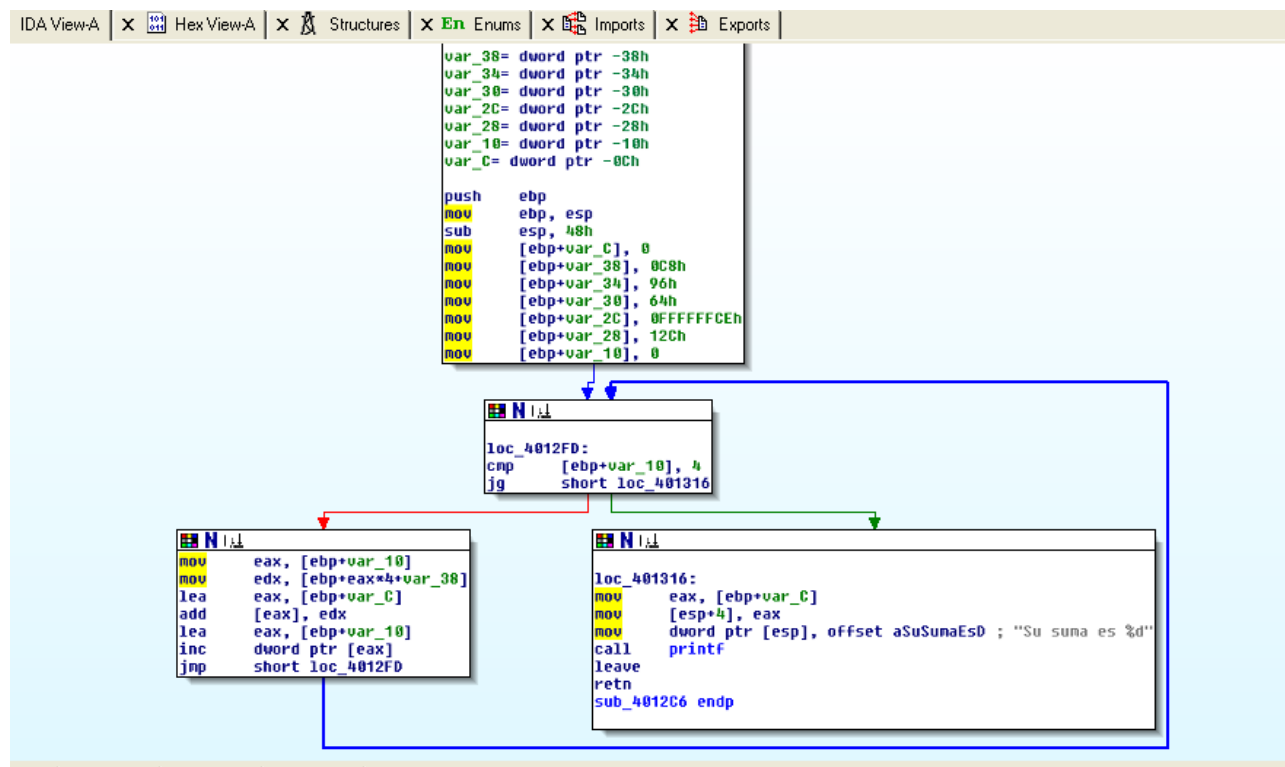 IDA View-A X Hex View-A X Structures X En Enums X Imports X Exports
var_38= dword ptr -38h
var_34= dword ptr -34h
var_30= dword ptr -30h
var_2C= dword ptr -2Ch
var_28= dword ptr -28h
var_10= dword ptr -10h
var_C= dword ptr -0Ch
push ebp
mov ebp, esp
sub esp, 48h
mov [ebp+var_C], 0
mov [ebp+var_38], 0C8h
mov [ebp+var_34], 96h
mov [ebp+var_30], 64h
mov [ebp+var_2C], 0FFFFFFCEh
mov [ebp+var_28], 12Ch
mov [ebp+var_10], 0
N
loc_4012FD:
cmp [ebp+var_10], 4
jg short loc_401316
N
mov eax, [ebp+var_10]
mov edx, [ebp+eax*4+var_38]
lea eax, [ebp+var_C]
add [eax], edx
lea eax, [ebp+var_10]
inc dword ptr [eax]
jmp short loc_4012FD
N
loc_401316:
mov eax, [ebp+var_C]
mov [esp+4], eax
mov dword ptr [esp], offset aSuSumaEsD ; "Su suma es %d"
call printf
leave
retn
sub_4012C6 endp